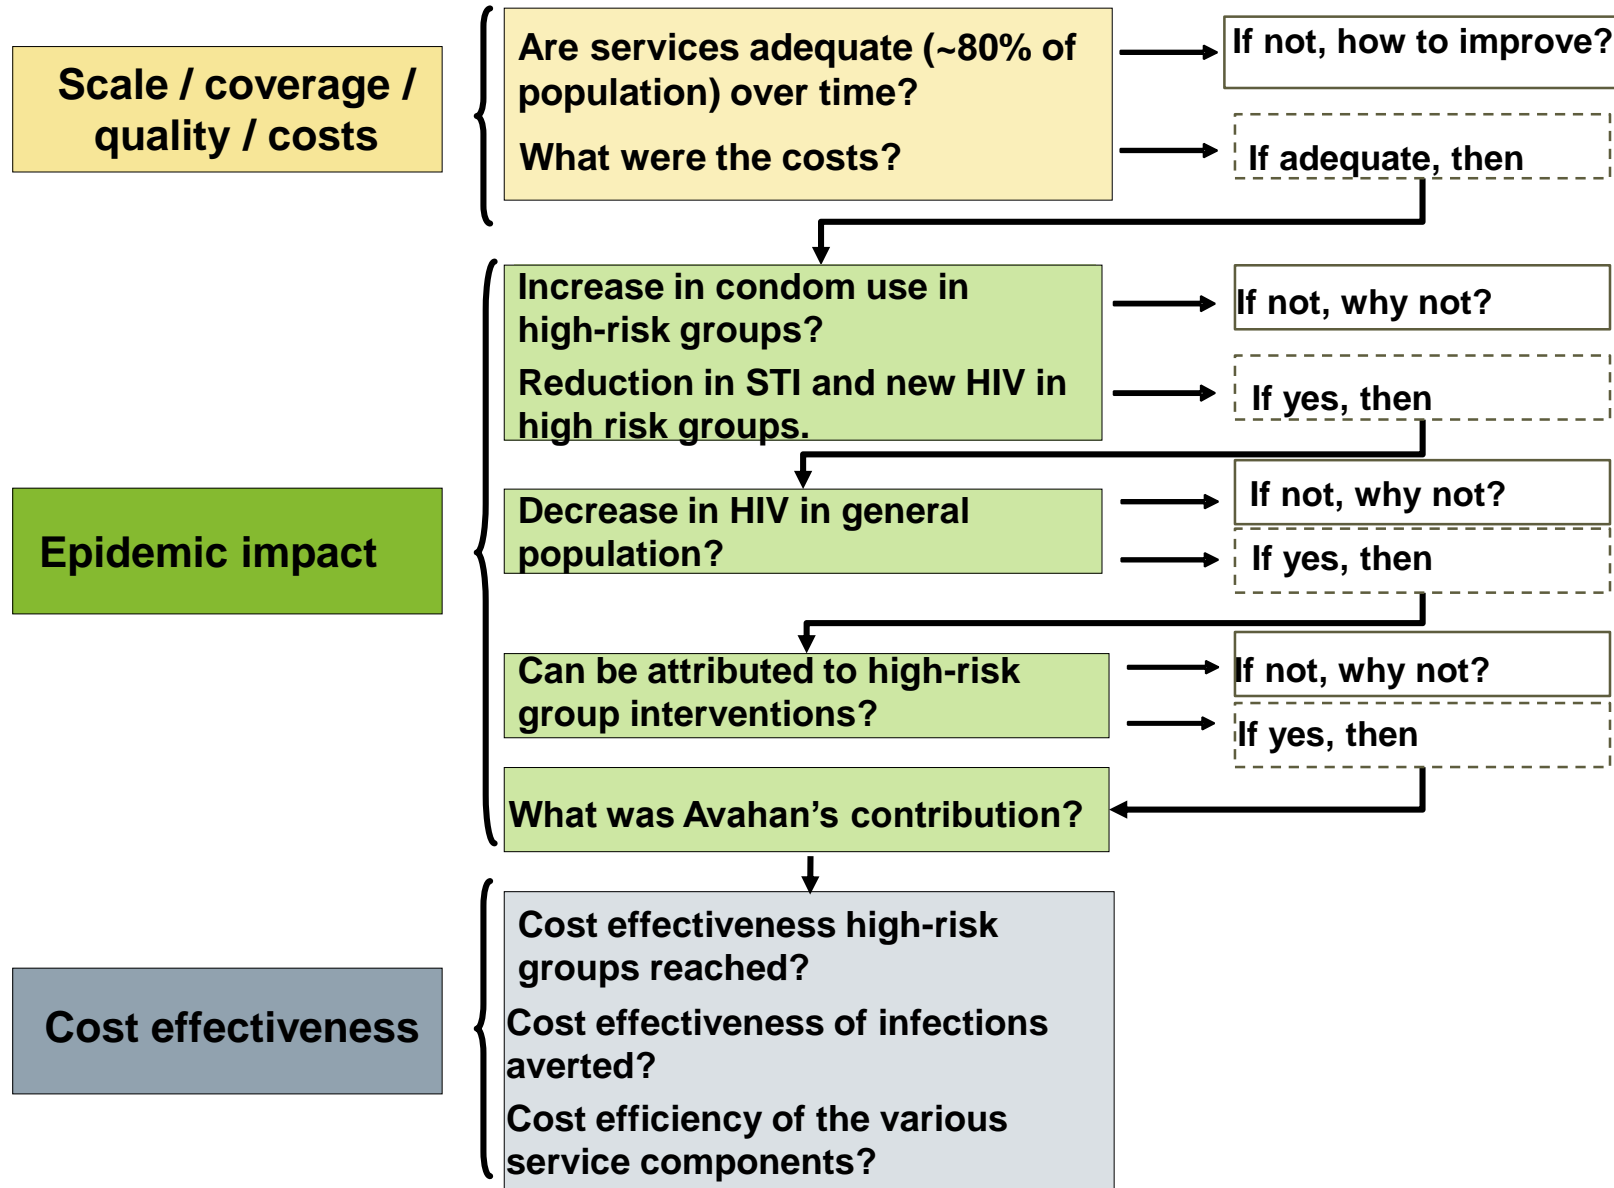 Scale / coverage /
quality / costs
Are services adequate (~80% of
population) over time?
What were the costs?
If not, how to improve?
If adequate, then
Epidemic impact
Increase in condom use in
high-risk groups?
Reduction in STI and new HIV in
high risk groups.
If not, why not?
If yes, then
Decrease in HIV in general
population?
If not, why not?
If yes, then
Can be attributed to high-risk
group interventions?
If not, why not?
If yes, then
What was Avahan’s contribution?
Cost effectiveness
Cost effectiveness high-risk
groups reached?
Cost effectiveness of infections
averted?
Cost efficiency of the various
service components?